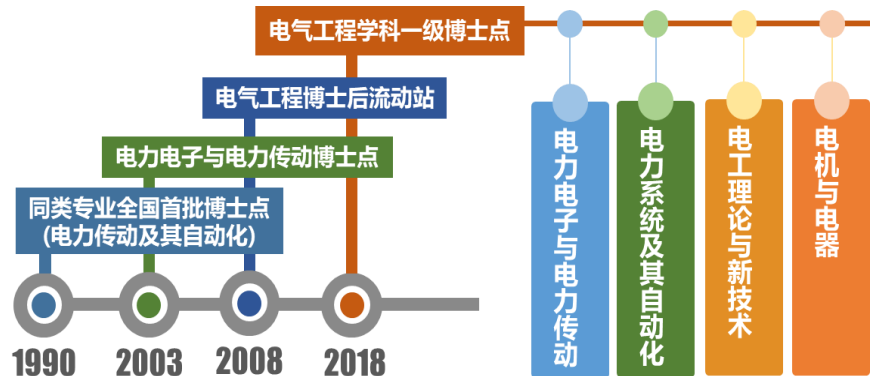 电气工程学科一级博士点
电气工程博士后流动站
电力电子与电力传动博士点
同类专业全国首批博士点
(电力传动及其自动化)
1990
2003
2008
2018
电力电子与电力传动
电力系统及其自动化
电工理论与新技术
电机与电器